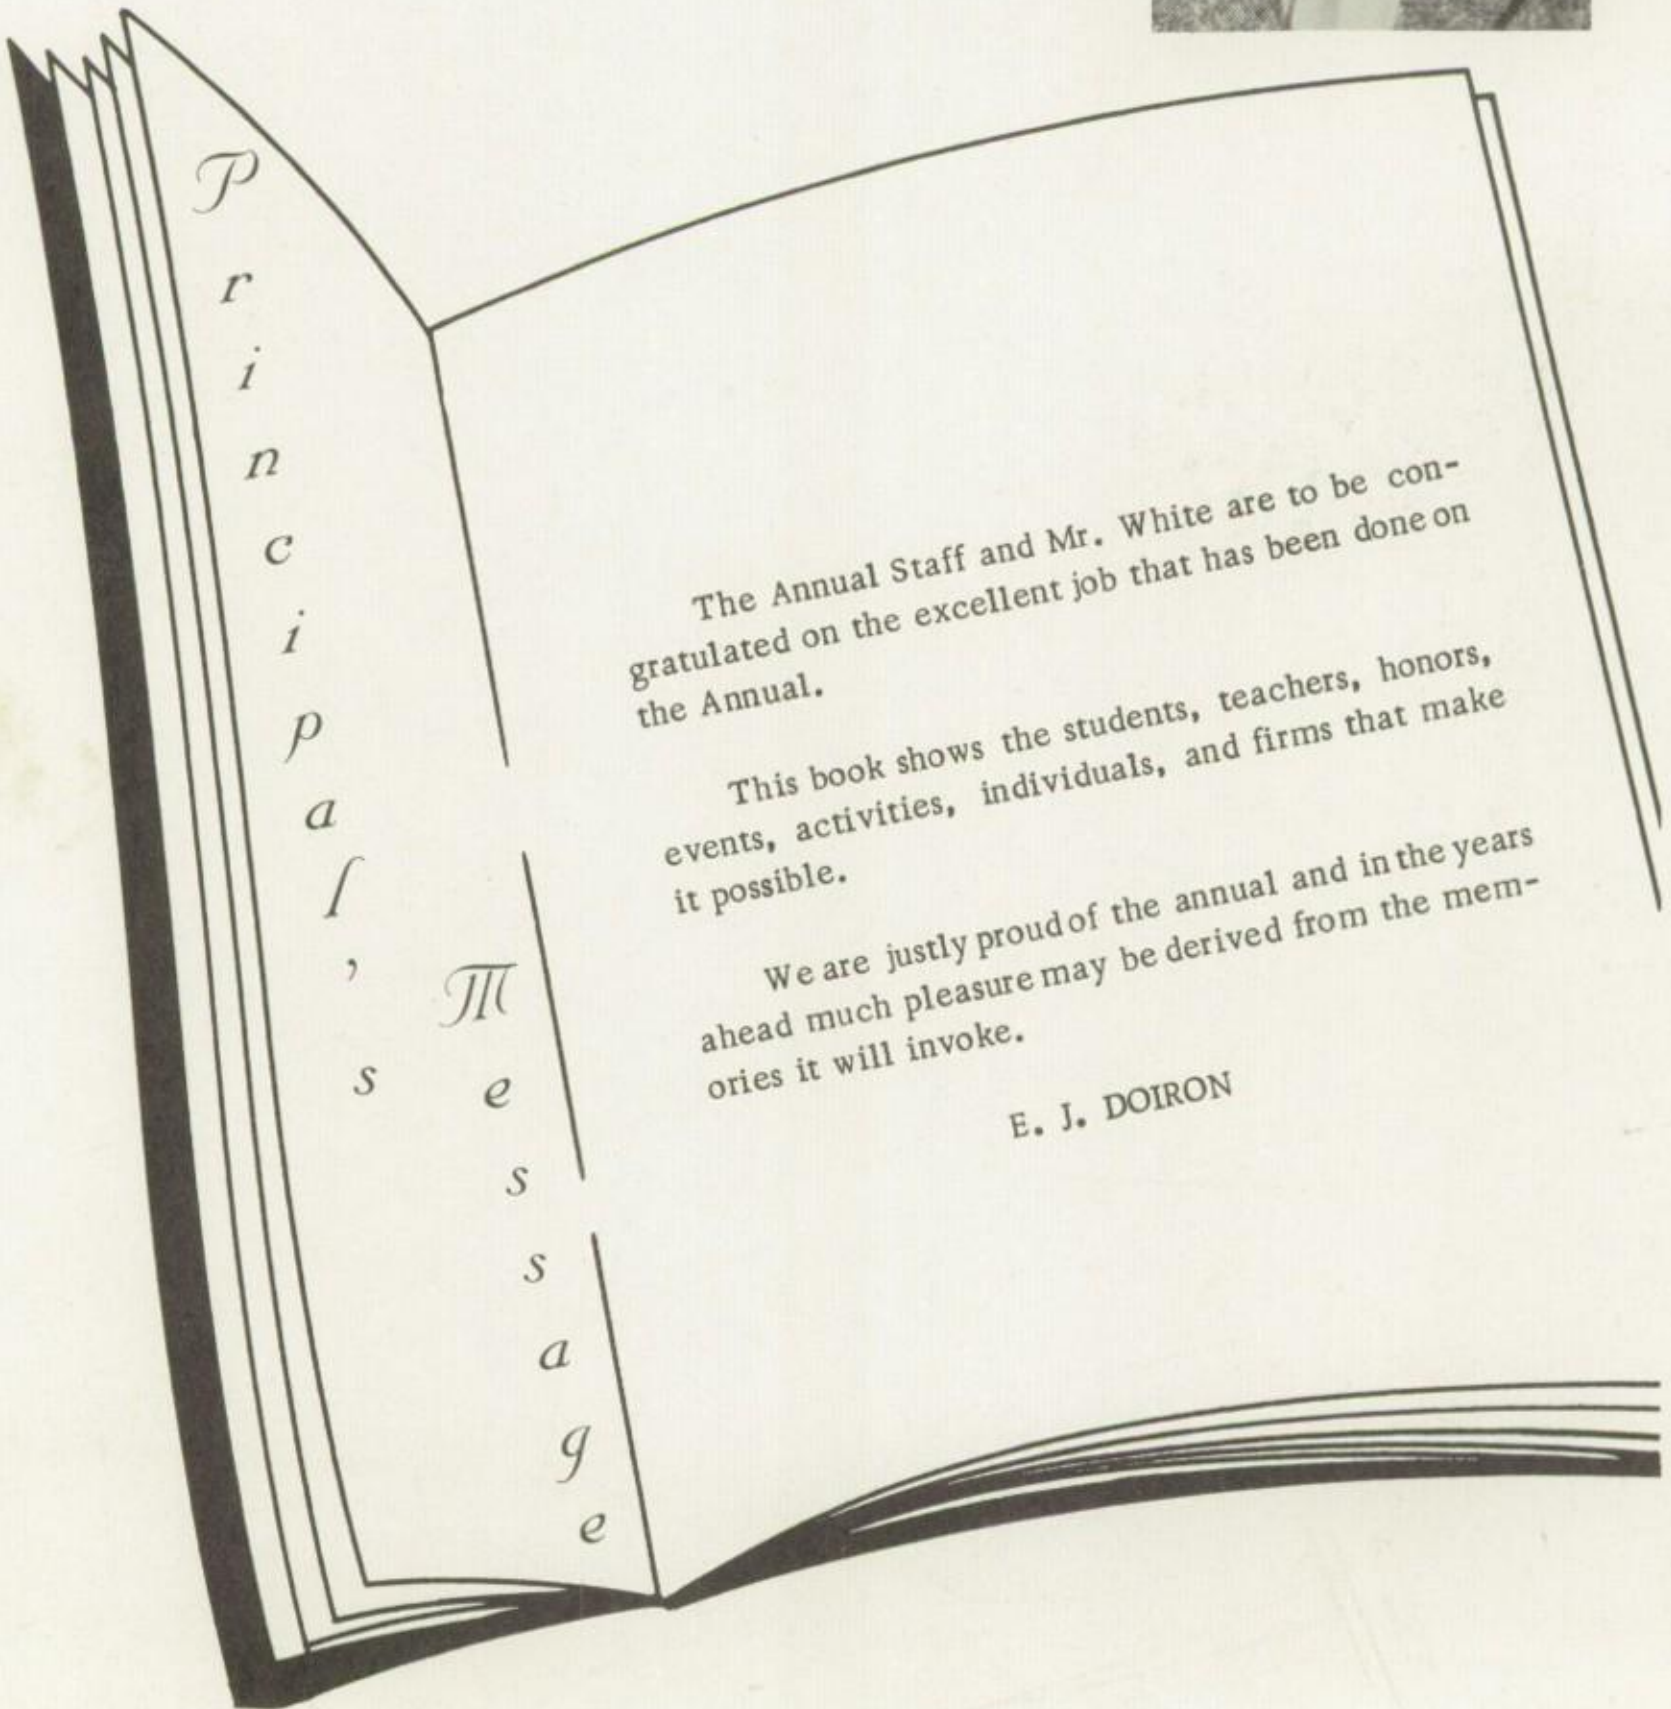 Principal's
Message
The Annual Staff and Mr. White are to be con-
gratulated on the excellent job that has been done on
the Annual.
This book shows the students, teachers, honors,
events, activities, individuals, and firms that make
it possible.
We are justly proud of the annual and in the years
ahead much pleasure may be derived from the mem-
ories it will invoke.
E. J. DOIRON